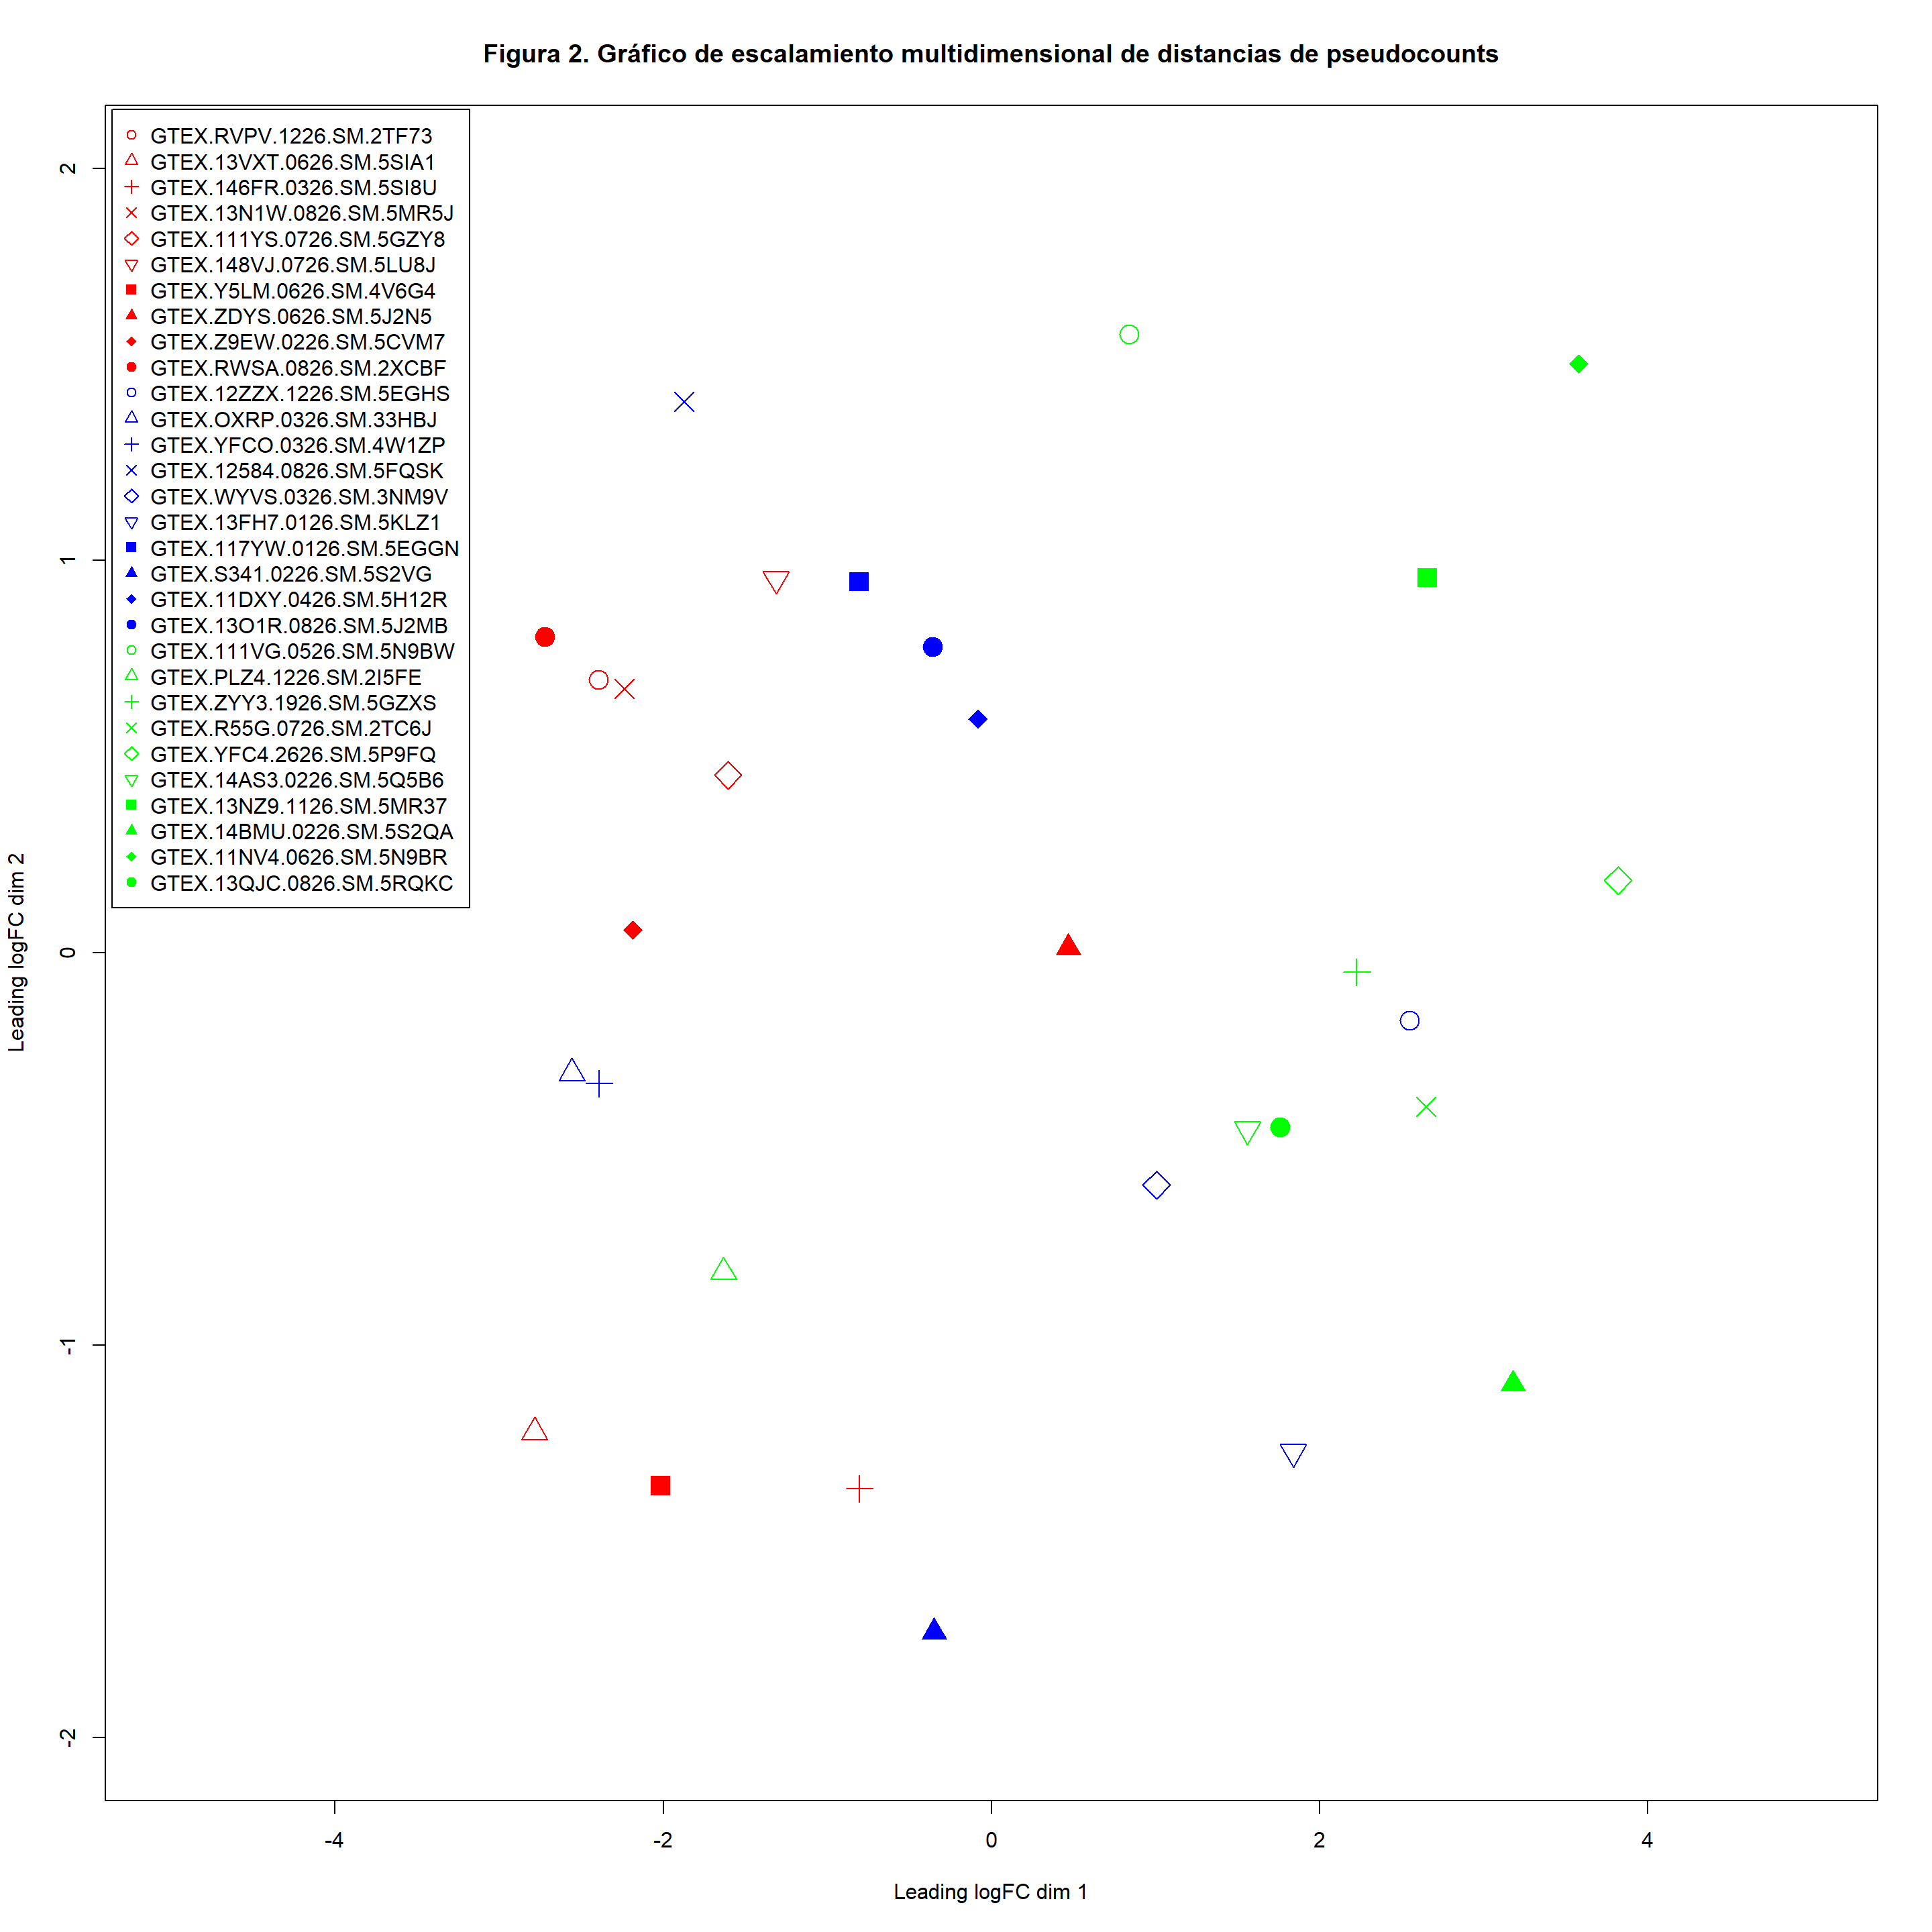 Figura 2. Gráfico de escalamiento multidimensional de distancias de pseudocounts
GTEX.RVPV.1226.SM.2TF73
GTEX.13VXT.0626.SM.5SIA1
GTEX.146FR.0326.SM.5SI8U
GTEX.13N1W.0826.SM.5MR5J
GTEX.111YS.0726.SM.5GZY8
GTEX.148VJ.0726.SM.5LU8J
GTEX.Y5LM.0626.SM.4V6G4
GTEX.ZDYS.0626.SM.5J2N5
GTEX.Z9EW.0226.SM.5CVM7
GTEX.RWSA.0826.SM.2XCBF
GTEX.12ZZX.1226.SM.5EGHS
GTEX.OXRP.0326.SM.33HBJ
GTEX.YFCO.0326.SM.4W1ZP
GTEX.12584.0826.SM.5FQSK
GTEX.WYVS.0326.SM.3NM9V
GTEX.13FH7.0126.SM.5KLZ1
GTEX.117YW.0126.SM.5EGGN
GTEX.S341.0226.SM.5S2VG
GTEX.11DXY.0426.SM.5H12R
GTEX.13O1R.0826.SM.5J2MB
GTEX.111VG.0526.SM.5N9BW
GTEX.PLZ4.1226.SM.2I5FE
GTEX.ZYY3.1926.SM.5GZXS
GTEX.R55G.0726.SM.2TC6J
GTEX.YFC4.2626.SM.5P9FQ
GTEX.14AS3.0226.SM.5Q5B6
GTEX.13NZ9.1126.SM.5MR37
GTEX.14BMU.0226.SM.5S2QA
GTEX.11NV4.0626.SM.5N9BR
GTEX.13QJC.0826.SM.5RQKC
2
1
0
-1
-2
Leading logFC dim 2
-4
-2
0
2
4
Leading logFC dim 1